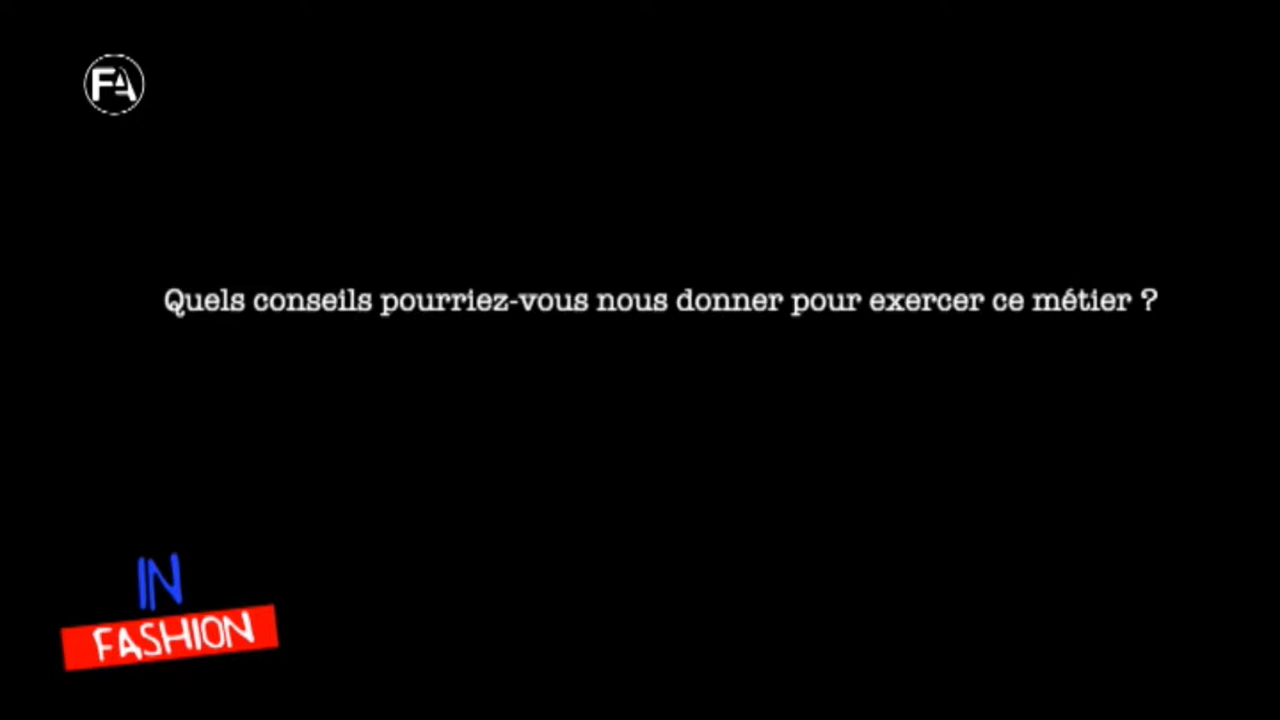 FA
Quels conseils pourriez-vous nous donner pour exercer ce métier ?
IN
FASHION